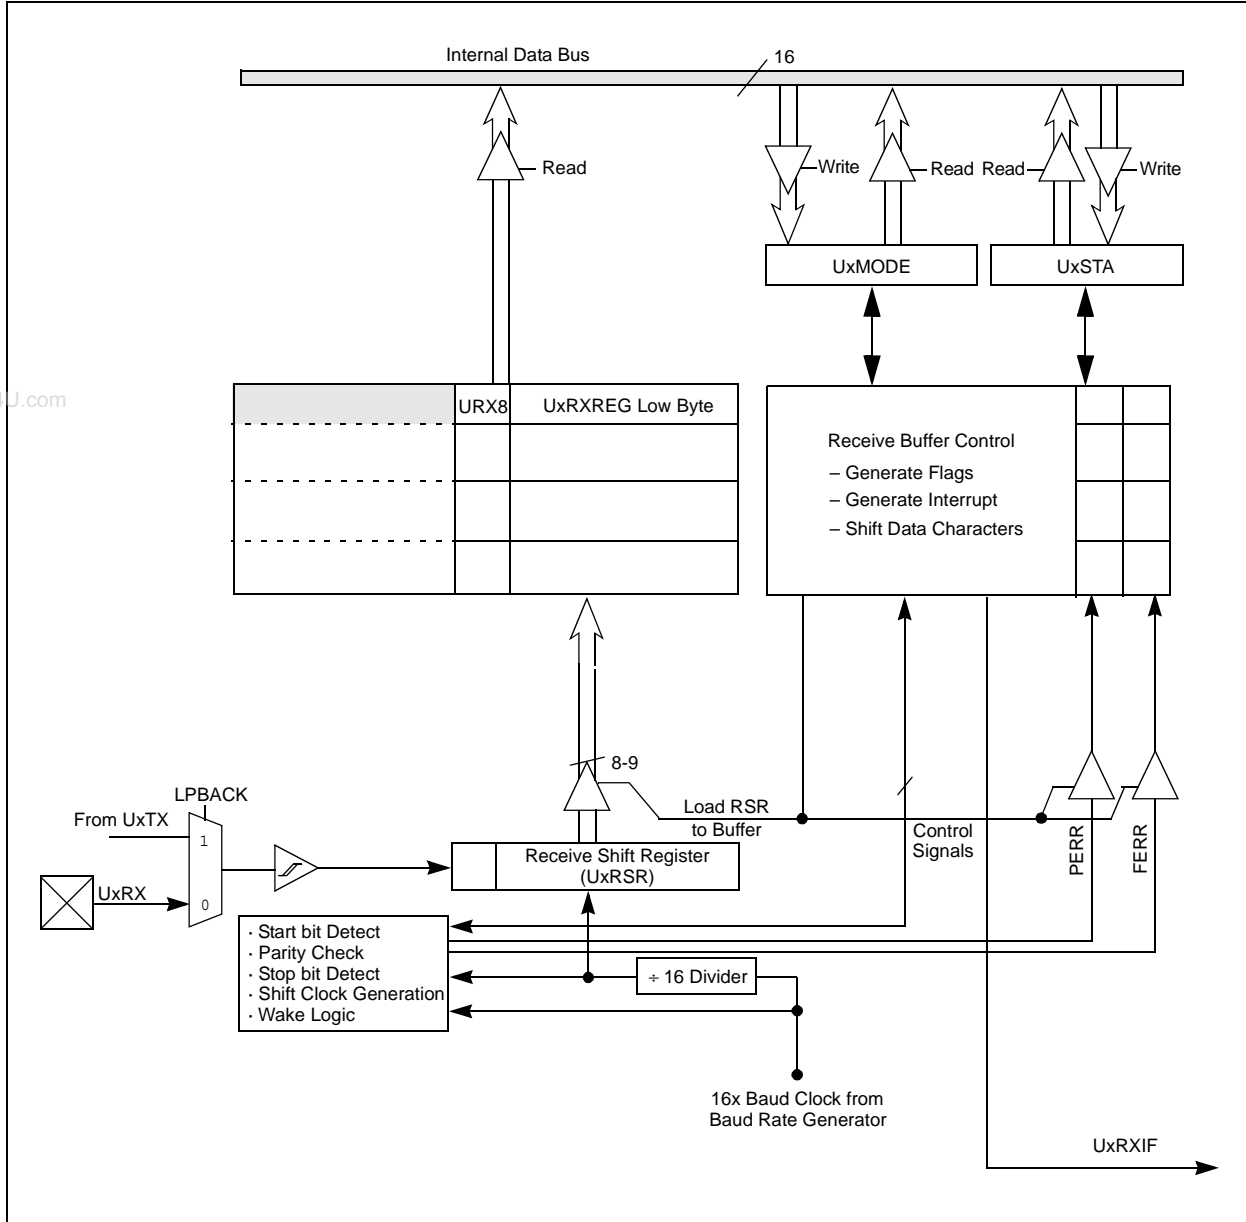 Internal Data Bus
16
Read
Write
Read
Read
Write
UxMODE
UxSTA
4U.com
URX8
UxRXREG Low Byte
Receive Buffer Control
– Generate Flags
– Generate Interrupt
– Shift Data Characters
8-9
LPBACK
From UxTX
1
Load RSR
to Buffer
Control
Signals
PERR
FERR
UxRX
0
Receive Shift Register
(UxRSR)
· Start bit Detect
· Parity Check
· Stop bit Detect
· Shift Clock Generation
· Wake Logic
÷ 16 Divider
16x Baud Clock from
Baud Rate Generator
UxRXIF